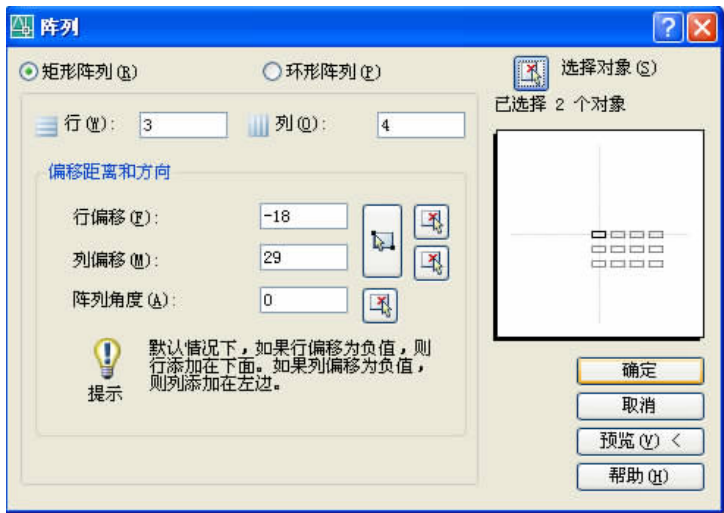 阵列
矩形阵列(R)
环形阵列(P)
选择对象(S)
已选择 2 个对象
行(W): 3
列(O): 4
偏移距离和方向
行偏移(F): -18
列偏移(M): 29
阵列角度(A): 0
默认情况下，如果行偏移为负值，则
行添加在下面。如果列偏移为负值，
则列添加在左边。
提示
确定
取消
预览(V) <
帮助(H)